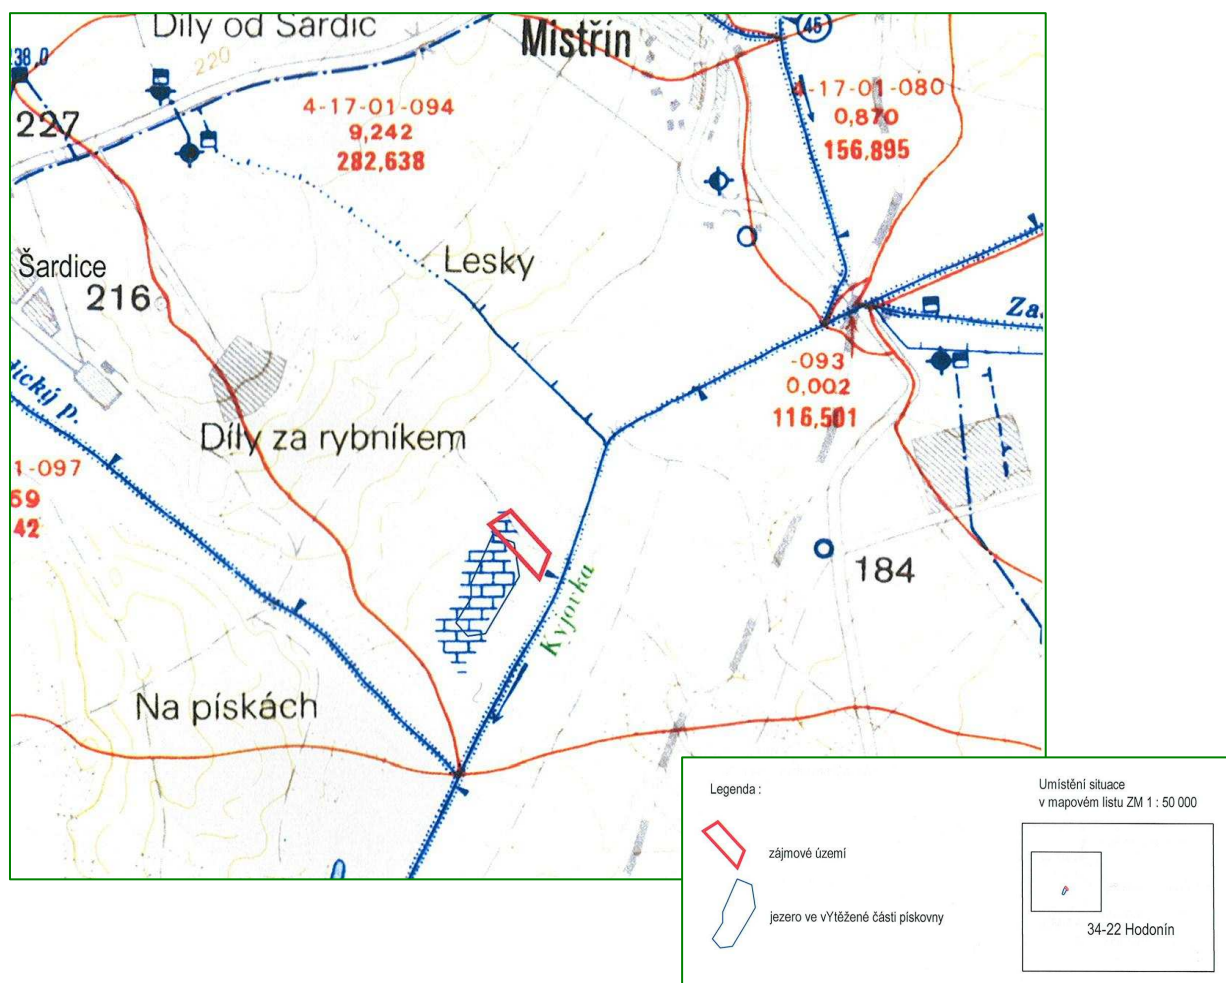 Díly od Šardic
Mistřín
45
238,0
220
4-17-01-094
9,242
282,638
4-17-01-080
0,870
156,895
227
Šardice
216
Lesky
Za
-093
0,002
116,501
dický p.
Díly za rybníkem
1-097
69
42
184
Kyjovka
Na pískách
Legenda :
zájmové území
jezero ve vYtěžené části pískovny
Umístění situace
v mapovém listu ZM 1 : 50 000
34-22 Hodonín